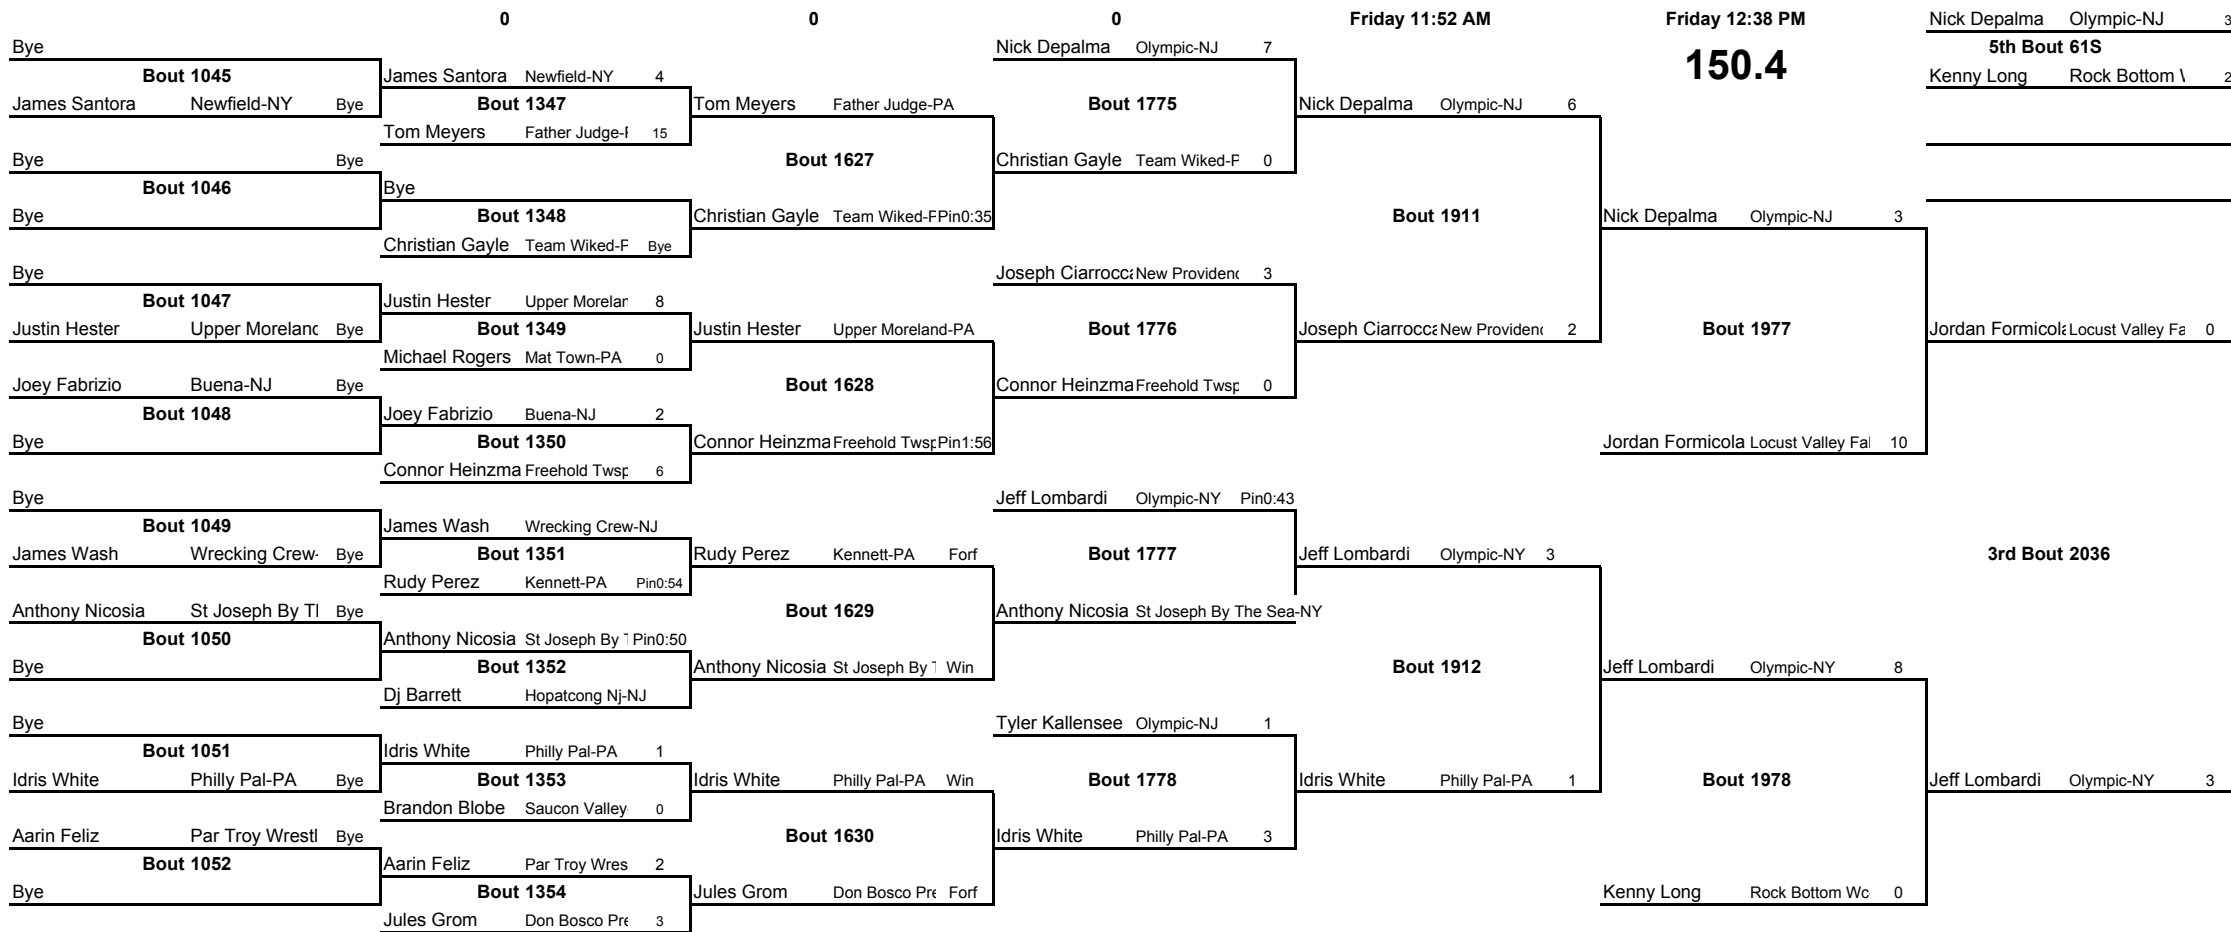 0 0 0 Friday 11:52 AM Friday 12:38 PM Nick Depalma Olympic-NJ 3
Bye Nick Depalma Olympic-NJ 7 150.4 5th Bout 61S
Bout 1045 James Santora Newfield-NY 4 Kenny Long Rock Bottom 2
James Santora Newfield-NY Bye Bout 1347 Tom Meyers Father Judge-PA Bout 1775 Nick Depalma Olympic-NJ 6
Tom Meyers Father Judge- 15
Bye Bye Bout 1627 Christian Gayle Team Wiked-F 0
Bout 1046 Bye
Bye Bout 1348 Christian Gayle Team Wiked-F Pin0:35 Bout 1911 Nick Depalma Olympic-NJ 3
Christian Gayle Team Wiked-F Bye
Bye Joseph Ciarrocca New Providenc 3
Bout 1047 Justin Hester Upper Morelan 8
Justin Hester Upper Morelanc Bye Bout 1349 Justin Hester Upper Moreland-PA Bout 1776 Joseph Ciarrocca New Providenc 2 Bout 1977 Jordan Formicola Locust Valley Fa 0
Michael Rogers Mat Town-PA 0
Joey Fabrizio Buena-NJ Bye Bout 1628 Connor Heinzma Freehold Twsp 0
Bout 1048 Joey Fabrizio Buena-NJ 2
Bye Bout 1350 Connor Heinzma Freehold Twsp Pin1:56 Jordan Formicola Locust Valley Fal 10
Connor Heinzma Freehold Twsp 6
Bye Jeff Lombardi Olympic-NY Pin0:43
Bout 1049 James Wash Wrecking Crew-NJ
James Wash Wrecking Crew- Bye Bout 1351 Rudy Perez Kennett-PA Forf Bout 1777 Jeff Lombardi Olympic-NY 3 3rd Bout 2036
Rudy Perez Kennett-PA Pin0:54
Anthony Nicosia St Joseph By Tl Bye Bout 1629 Anthony Nicosia St Joseph By The Sea-NY
Bout 1050 Anthony Nicosia St Joseph By T Pin0:50
Bye Bout 1352 Anthony Nicosia St Joseph By T Win Bout 1912 Jeff Lombardi Olympic-NY 8
Dj Barrett Hopatcong Nj-NJ
Bye Tyler Kallensee Olympic-NJ 1
Bout 1051 Idris White Philly Pal-PA 1
Idris White Philly Pal-PA Bye Bout 1353 Idris White Philly Pal-PA Win Bout 1778 Idris White Philly Pal-PA 1 Bout 1978 Jeff Lombardi Olympic-NY 3
Brandon Blobe Saucon Valley 0
Aarin Feliz Par Troy Wrestl Bye Bout 1630 Idris White Philly Pal-PA 3
Bout 1052 Aarin Feliz Par Troy Wres 2
Bye Bout 1354 Jules Grom Don Bosco Pre Forf Kenny Long Rock Bottom Wc 0
Jules Grom Don Bosco Pre 3